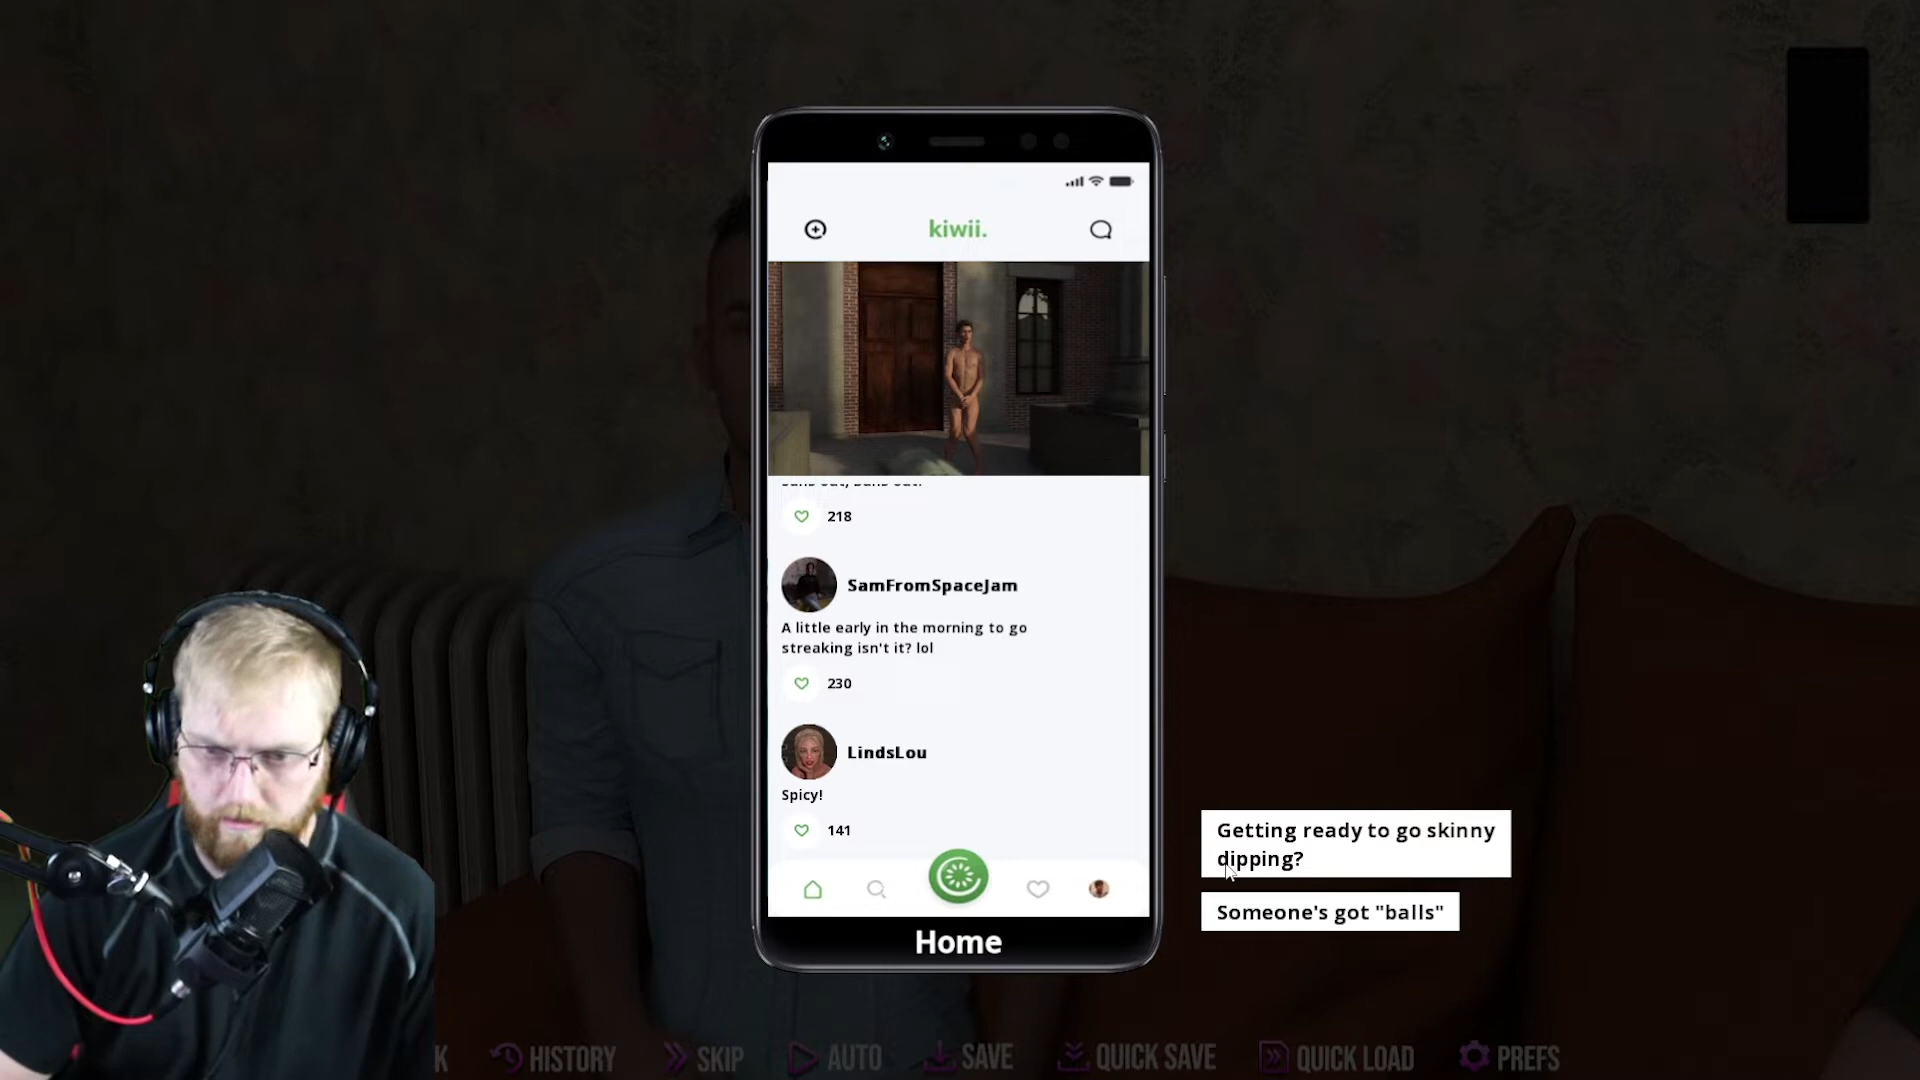 kiwii.
218
SamFromSpaceJam
A little early in the morning to go
streaking isn't it? lol
230
LindsLou
Spicy!
141
Home
Getting ready to go skinny
dipping?
Someone's got "balls"
K
HISTORY
SKIP
AUTO
SAVE
QUICK SAVE
QUICK LOAD
PREFS